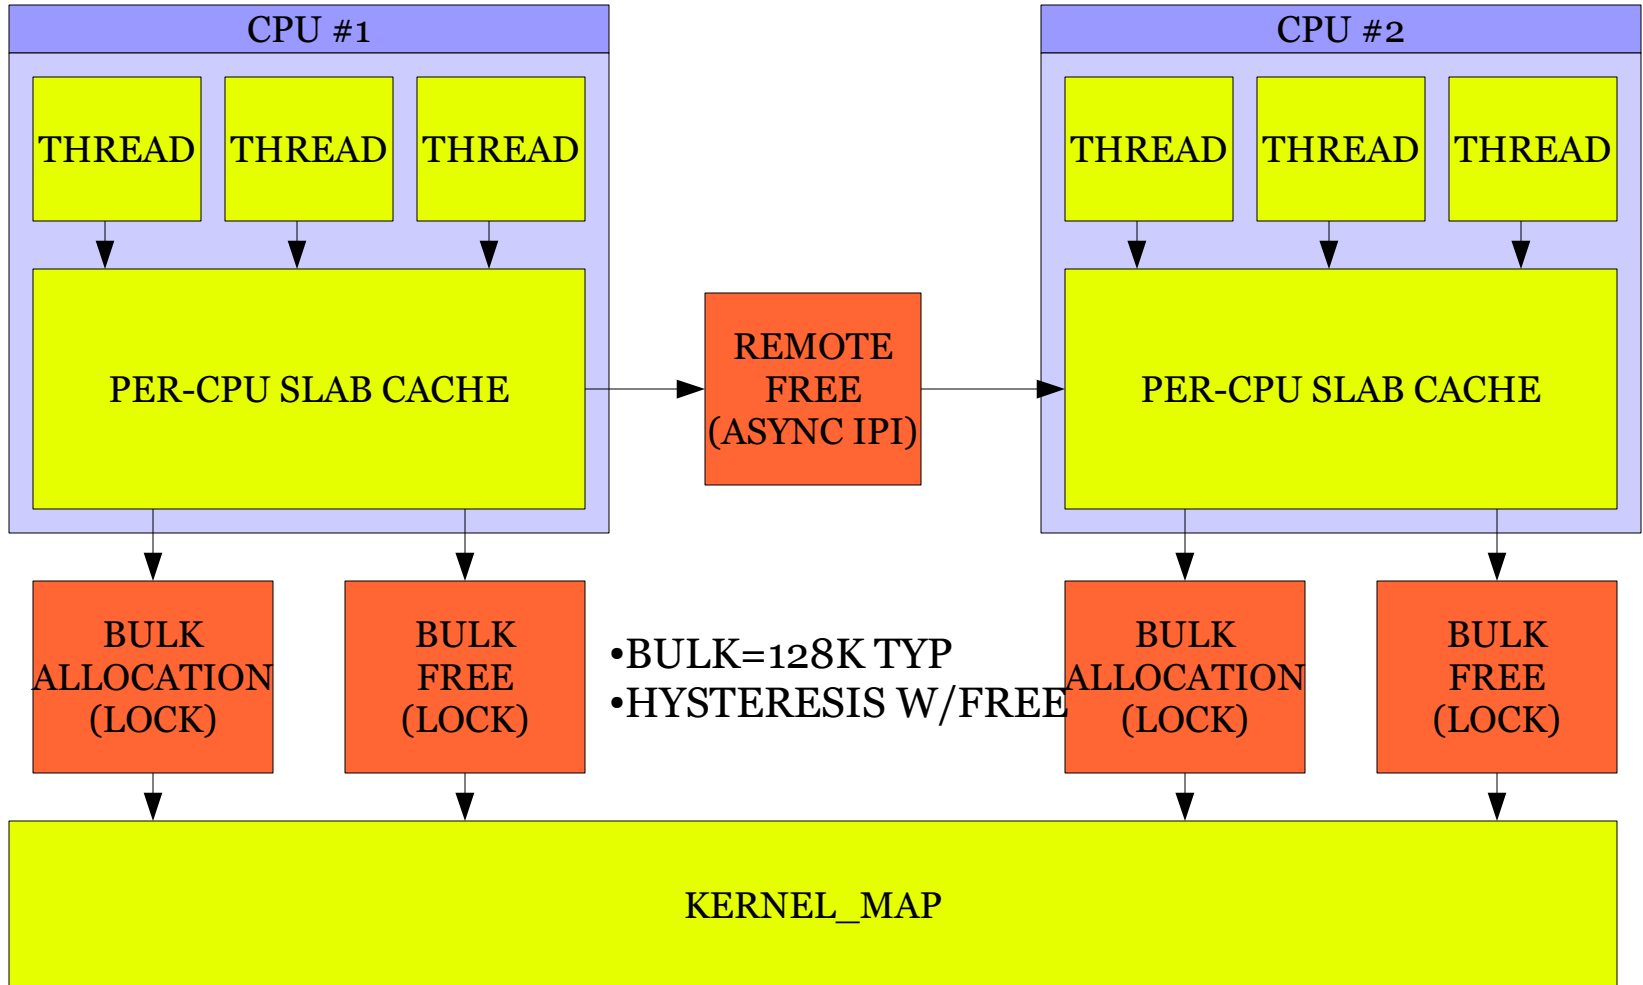 CPU #1
THREAD
THREAD
THREAD
PER-CPU SLAB CACHE
REMOTE
FREE
(ASYNC IPI)
CPU #2
THREAD
THREAD
THREAD
PER-CPU SLAB CACHE
BULK
ALLOCATION
(LOCK)
BULK
FREE
(LOCK)
•BULK=128K TYP
•HYSTERESIS W/FREE
BULK
ALLOCATION
(LOCK)
BULK
FREE
(LOCK)
KERNEL_MAP